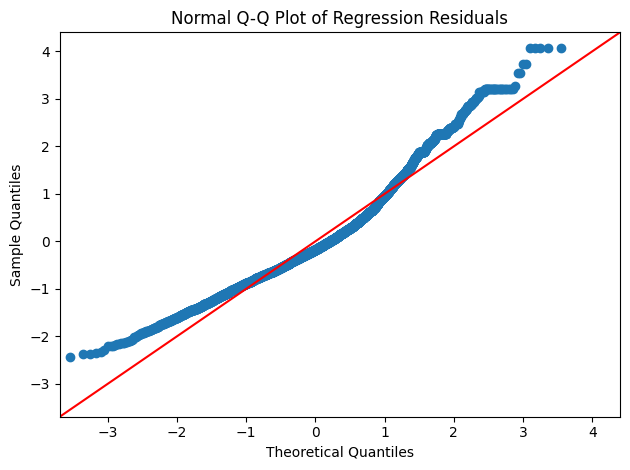 Normal Q-Q Plot of Regression Residuals
4
3
2
1
0
−1
−2
−3
Sample Quantiles
−3 −2 −1 0 1 2 3 4
Theoretical Quantiles